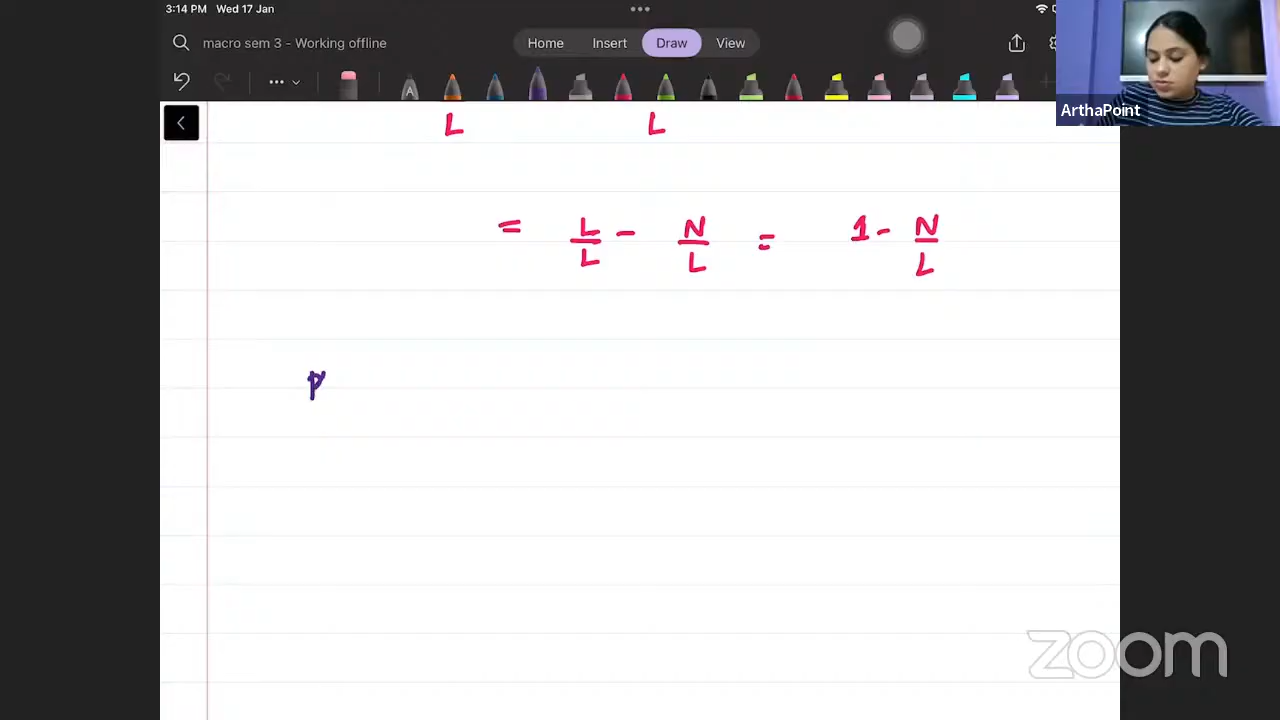 3:14 PM Wed 17 Jan
macro sem 3 - Working offline
Home Insert Draw View
A
ArthaPoint
L L
= L/L - N/L = 1 - N/L
P
zoom